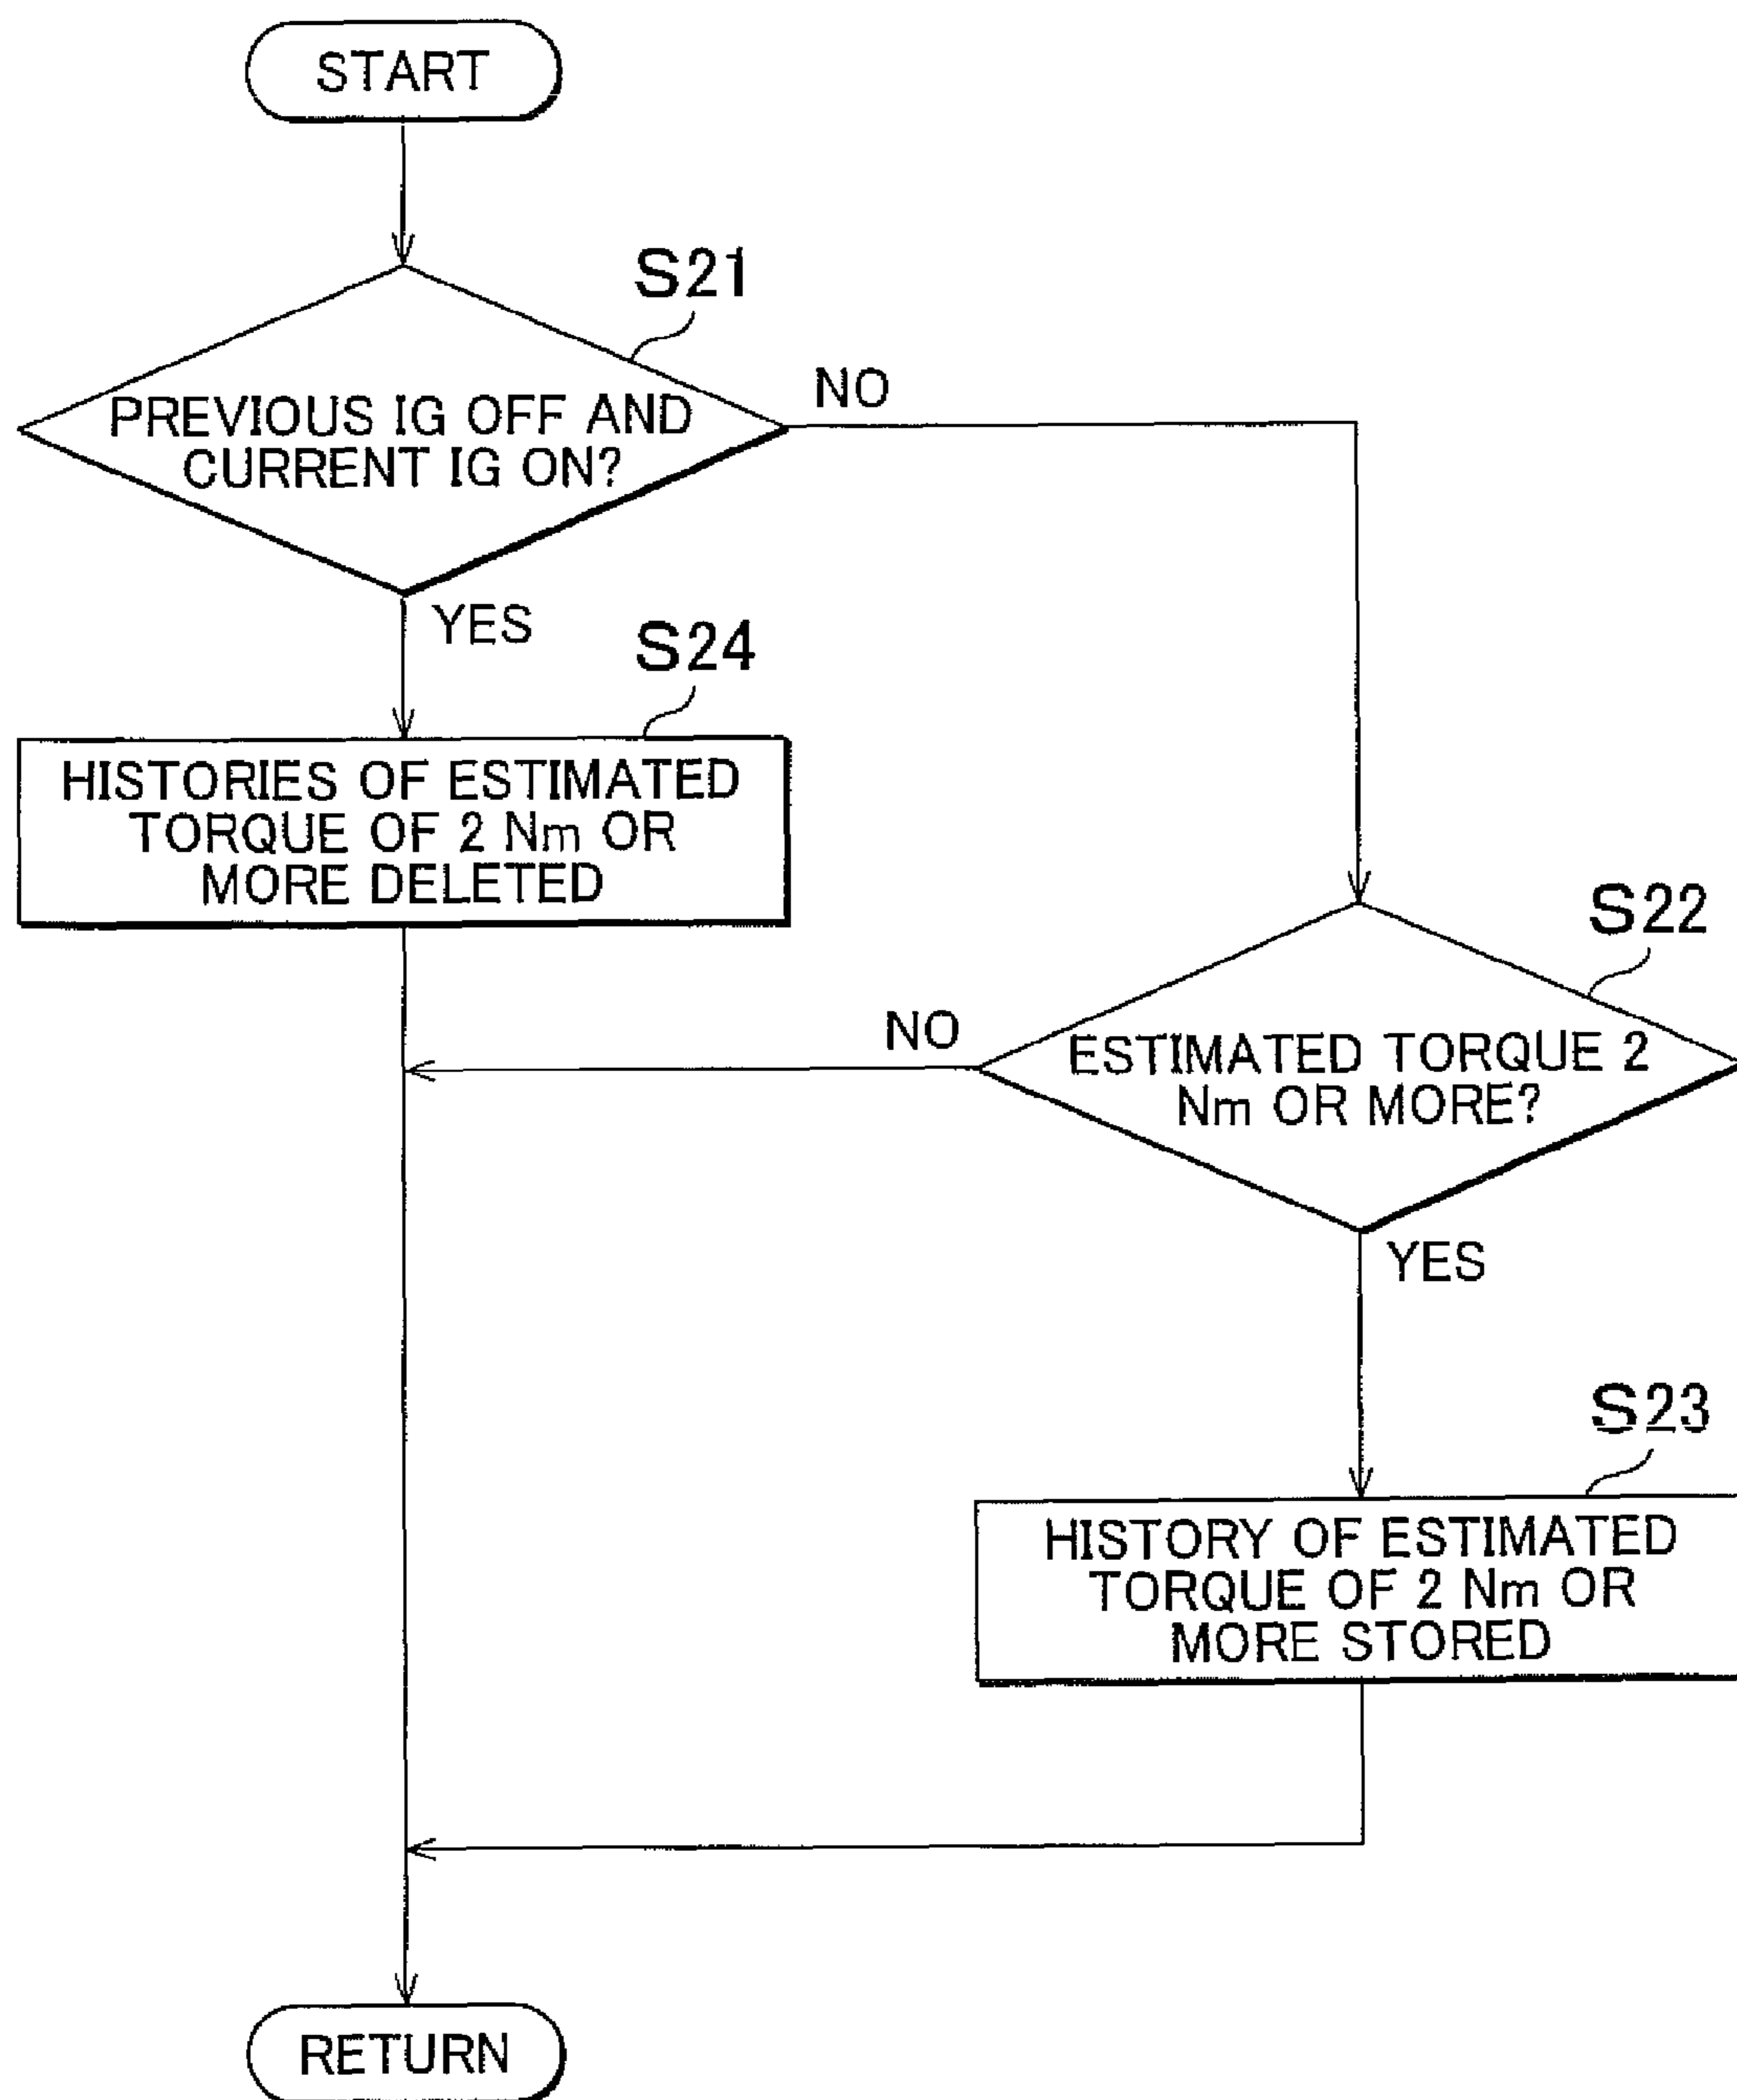 START
S21
PREVIOUS IG OFF AND
CURRENT IG ON?
NO
YES
S24
HISTORIES OF ESTIMATED
TORQUE OF 2 Nm OR
MORE DELETED
S22
NO
ESTIMATED TORQUE 2
Nm OR MORE?
YES
S23
HISTORY OF ESTIMATED
TORQUE OF 2 Nm OR
MORE STORED
RETURN